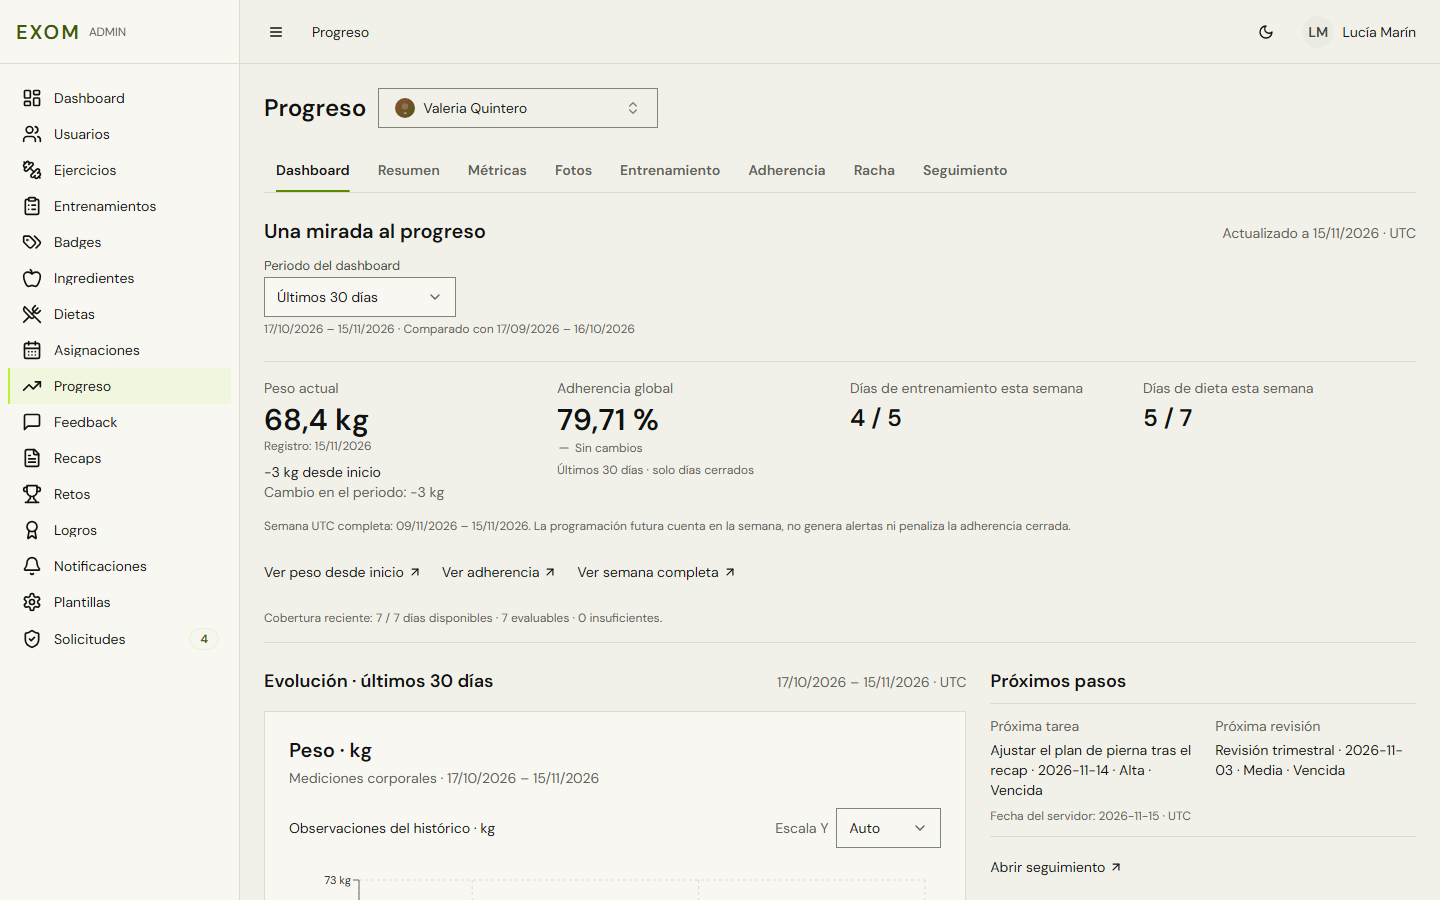 EXOM ADMIN
Progreso
LM Lucía Marín
Dashboard
Usuarios
Ejercicios
Entrenamientos
Badges
Ingredientes
Dietas
Asignaciones
Progreso
Feedback
Recaps
Retos
Logros
Notificaciones
Plantillas
Solicitudes 4
Progreso
Valeria Quintero
Dashboard Resumen Métricas Fotos Entrenamiento Adherencia Racha Seguimiento
Una mirada al progreso
Actualizado a 15/11/2026 · UTC
Periodo del dashboard
Últimos 30 días
17/10/2026 – 15/11/2026 · Comparado con 17/09/2026 – 16/10/2026
Peso actual
68,4 kg
Registro: 15/11/2026
-3 kg desde inicio
Cambio en el periodo: -3 kg
Adherencia global
79,71 %
— Sin cambios
Últimos 30 días · solo días cerrados
Días de entrenamiento esta semana
4 / 5
Días de dieta esta semana
5 / 7
Semana UTC completa: 09/11/2026 – 15/11/2026. La programación futura cuenta en la semana, no genera alertas ni penaliza la adherencia cerrada.
Ver peso desde inicio Ver adherencia Ver semana completa
Cobertura reciente: 7 / 7 días disponibles · 7 evaluables · 0 insuficientes.
Evolución · últimos 30 días
17/10/2026 – 15/11/2026 · UTC
Peso · kg
Mediciones corporales · 17/10/2026 – 15/11/2026
Observaciones del histórico · kg
Escala Y Auto
73 kg
Próximos pasos
Próxima tarea
Ajustar el plan de pierna tras el
recap · 2026-11-14 · Alta ·
Vencida
Fecha del servidor: 2026-11-15 · UTC
Próxima revisión
Revisión trimestral · 2026-11-
03 · Media · Vencida
Abrir seguimiento